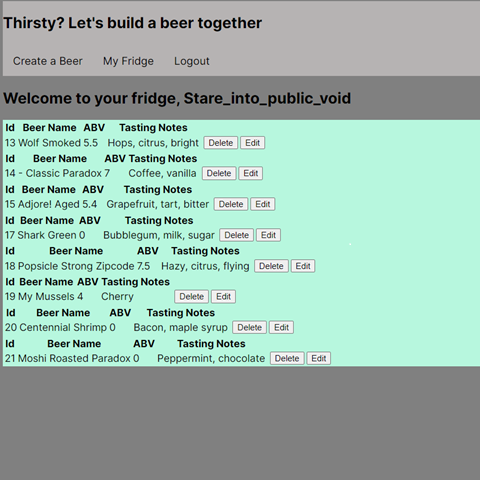 Thirsty? Let's build a beer together
Create a Beer My Fridge Logout
Welcome to your fridge, Stare_into_public_void
Id Beer Name ABV Tasting Notes
13 Wolf Smoked 5.5 Hops, citrus, bright Delete Edit
Id Beer Name ABV Tasting Notes
14 - Classic Paradox 7 Coffee, vanilla Delete Edit
Id Beer Name ABV Tasting Notes
15 Adjore! Aged 5.4 Grapefruit, tart, bitter Delete Edit
Id Beer Name ABV Tasting Notes
17 Shark Green 0 Bubblegum, milk, sugar Delete Edit
Id Beer Name ABV Tasting Notes
18 Popsicle Strong Zipcode 7.5 Hazy, citrus, flying Delete Edit
Id Beer Name ABV Tasting Notes
19 My Mussels 4 Cherry Delete Edit
Id Beer Name ABV Tasting Notes
20 Centennial Shrimp 0 Bacon, maple syrup Delete Edit
Id Beer Name ABV Tasting Notes
21 Moshi Roasted Paradox 0 Peppermint, chocolate Delete Edit